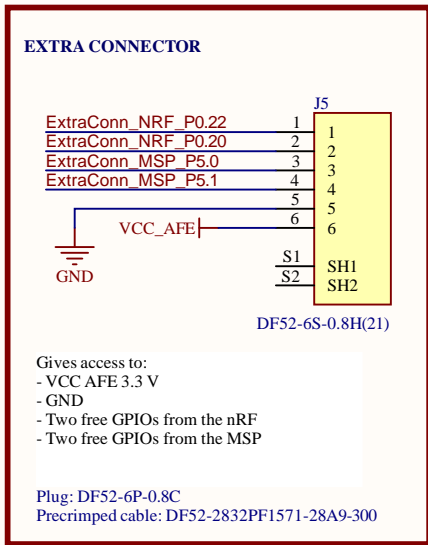 EXTRA CONNECTOR
J5
ExtraConn_NRF_P0.22 1 1
ExtraConn_NRF_P0.20 2 2
ExtraConn_MSP_P5.0 3 3
ExtraConn_MSP_P5.1 4 4
5 5
VCC_AFE 6 6
GND
S1 SH1
S2 SH2
DF52-6S-0.8H(21)
Gives access to:
- VCC AFE 3.3 V
- GND
- Two free GPIOs from the nRF
- Two free GPIOs from the MSP
Plug: DF52-6P-0.8C
Precrimped cable: DF52-2832PF1571-28A9-300